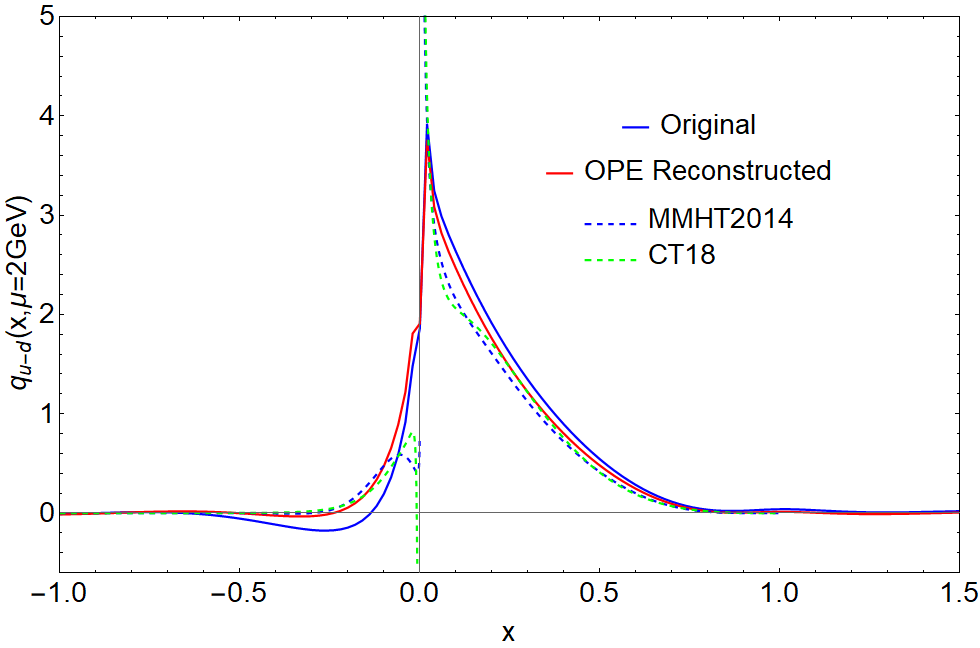 5
4
3
2
1
0
q_{u−d}(x,μ=2GeV)
Original
OPE Reconstructed
MMHT2014
CT18
−1.0 −0.5 0.0 0.5 1.0 1.5
x